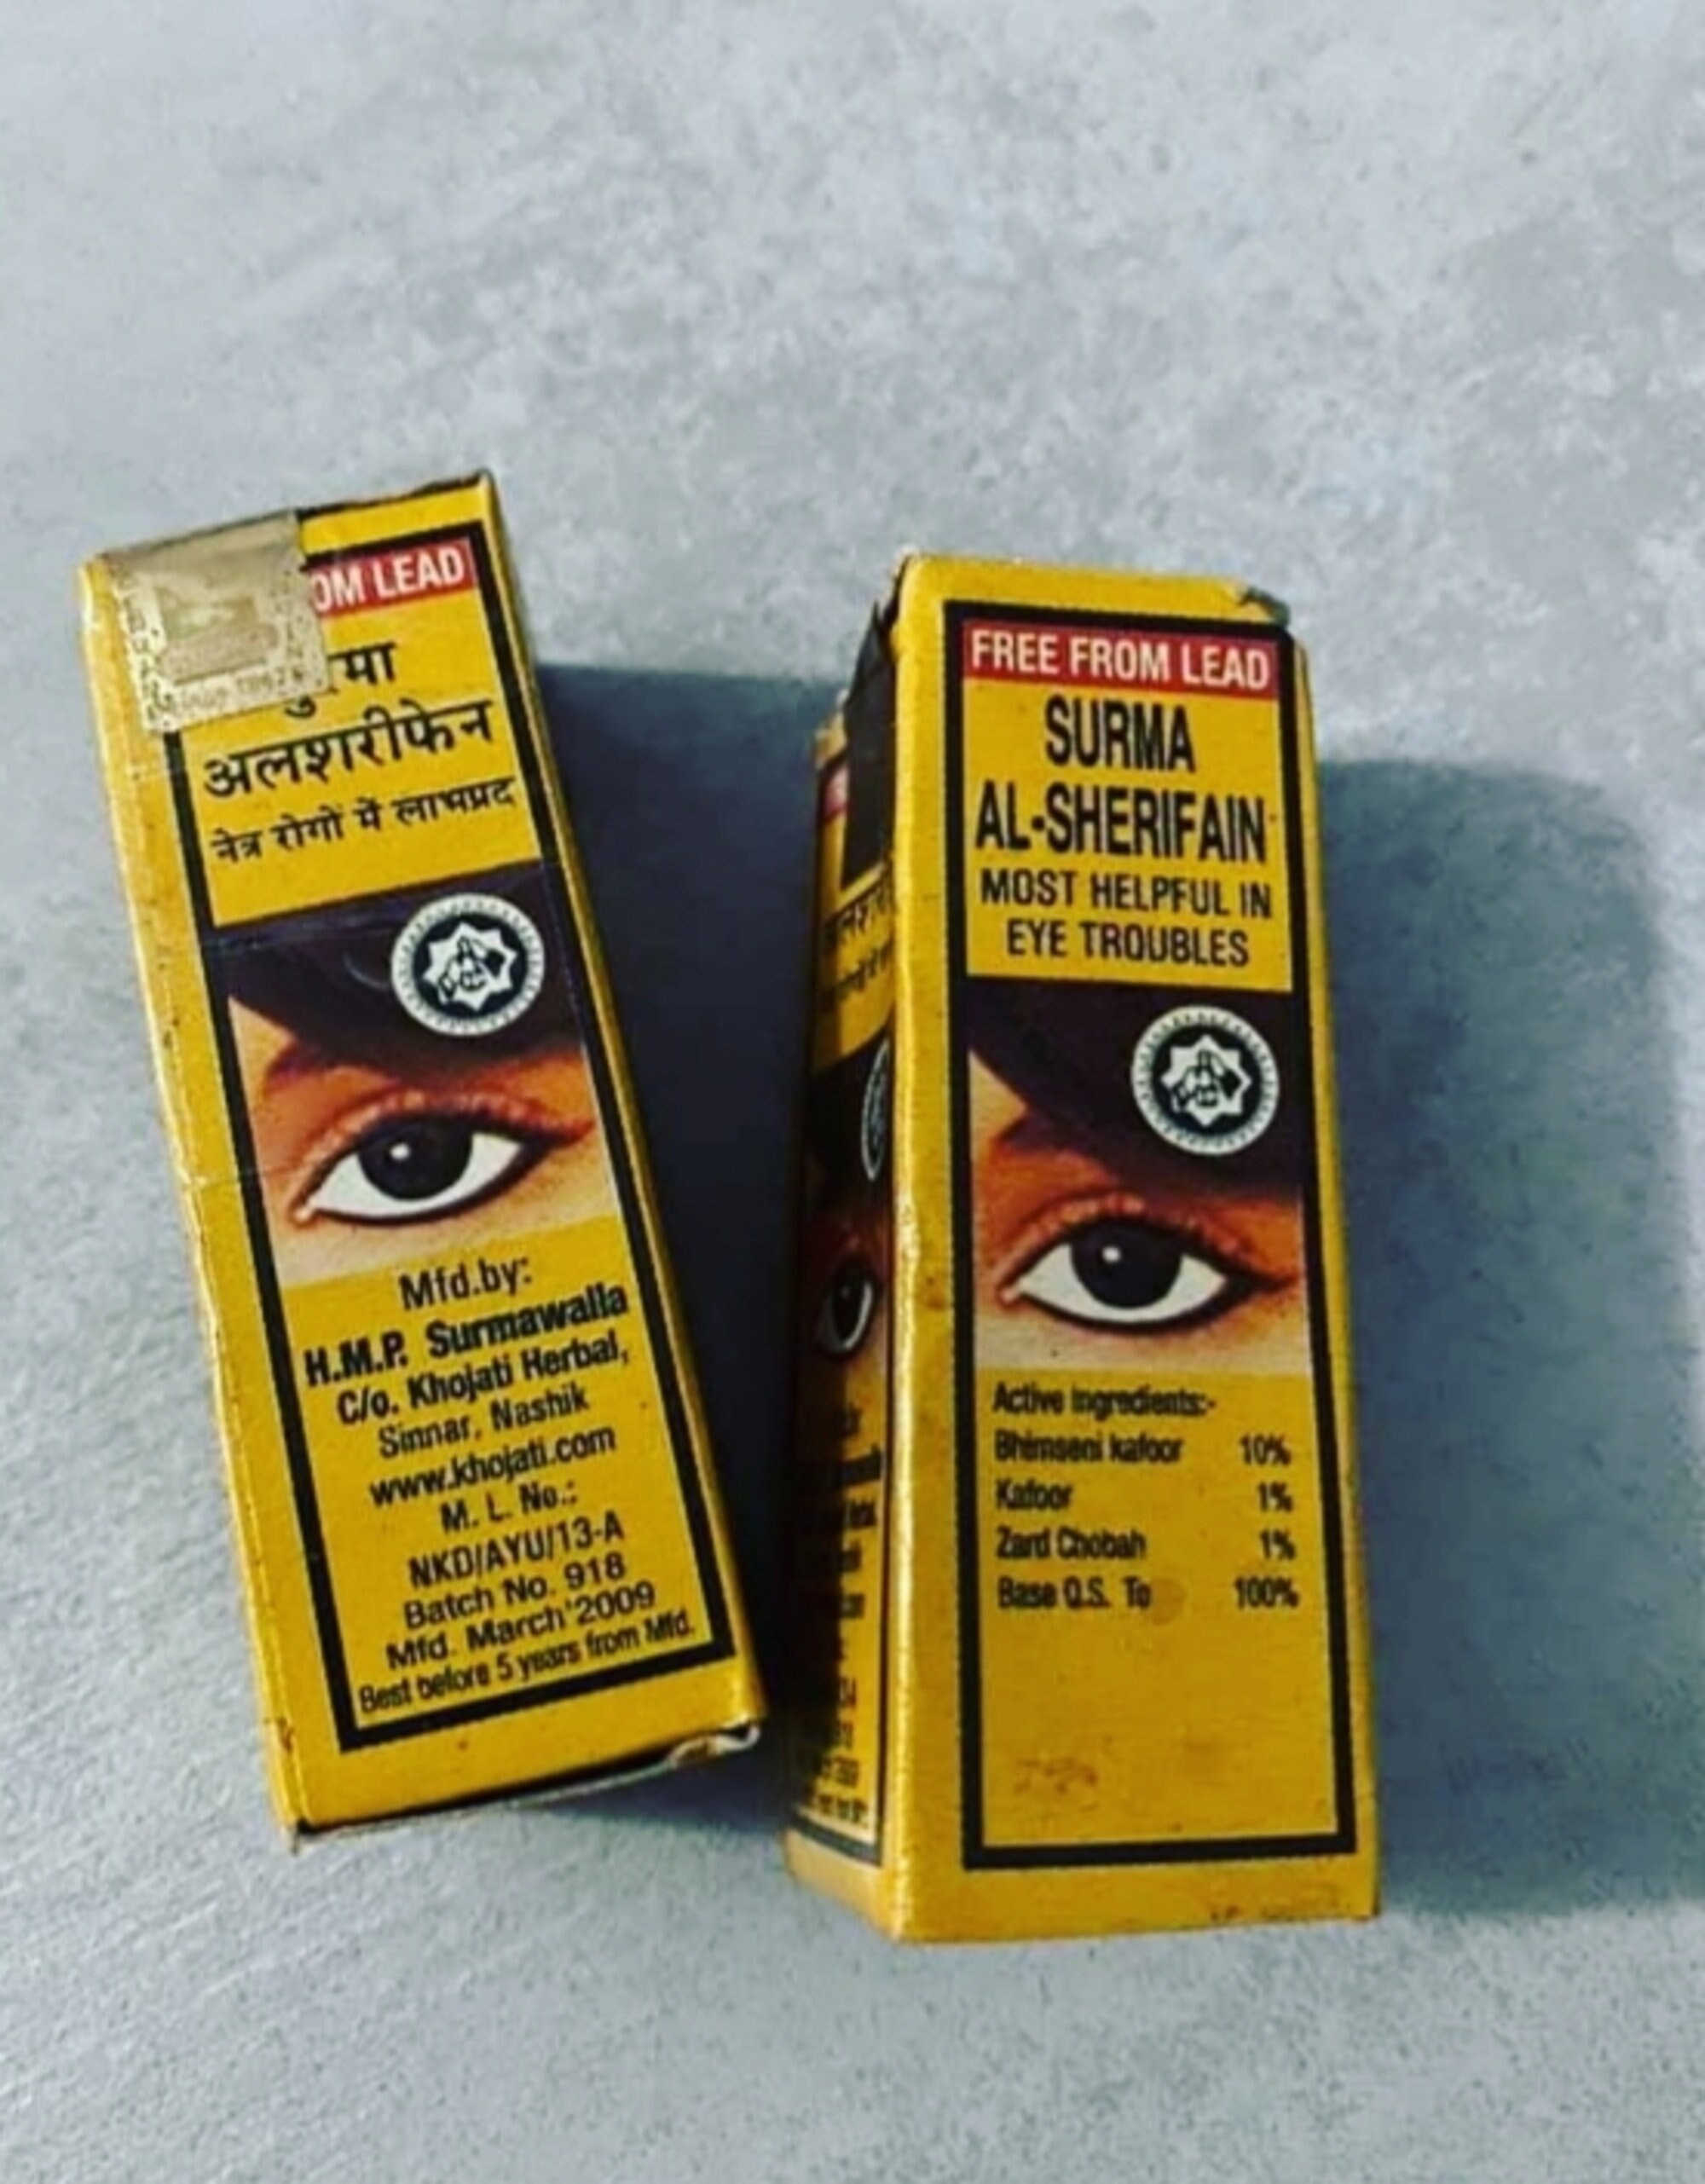 OM LEAD
अलशरीफेन
नेत्र रोगों में लाभप्रद
Mfd.by:
H.M.P. Surmawalla
C/o. Khojati Herbal,
Sinnar, Nashik
www.khojati.com
M. L. No.:
NKD/AYU/13-A
Batch No. 918
Mfd. March'2009
Best before 5 years from Mfd.
FREE FROM LEAD
SURMA
AL-SHERIFAIN
MOST HELPFUL IN
EYE TROUBLES
Active ingredients:-
Bhimseni kafoor 10%
Kafoor 1%
Zard Chobah 1%
Base Q.S. To 100%